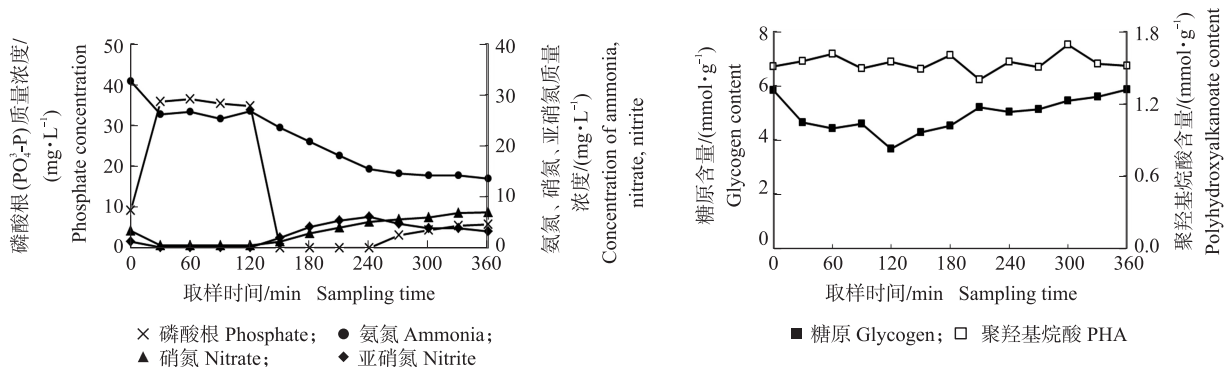 磷酸根 (PO₄³-P) 质量浓度/
(mg·L⁻¹)
Phosphate concentration
50
40
30
20
10
0
40
30
20
10
0
氨氮、硝氮、亚硝氮质量
浓度/(mg·L⁻¹)
Concentration of ammonia,
nitrate, nitrite
0 60 120 180 240 300 360
取样时间/min Sampling time
磷酸根 Phosphate; 氨氮 Ammonia;
硝氮 Nitrate; 亚硝氮 Nitrite
糖原含量/(mmol·g⁻¹)
Glycogen content
8
6
4
2
0
1.8
1.2
0.6
0.0
聚羟基烷酸含量/(mmol·g⁻¹)
Polyhydroxyalkanoate content
0 60 120 180 240 300 360
取样时间/min Sampling time
糖原 Glycogen; 聚羟基烷酸 PHA